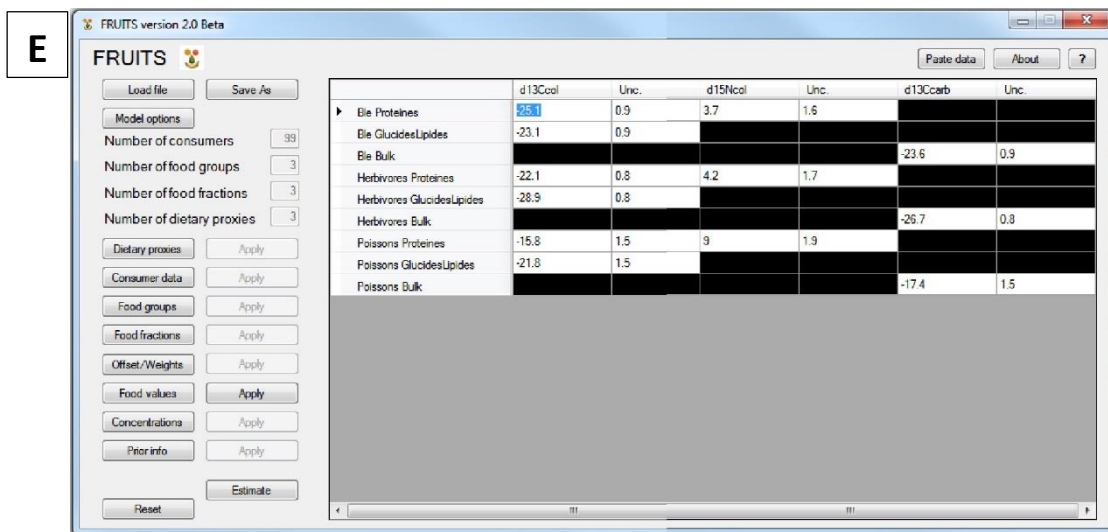 E
FRUITS version 2.0 Beta
FRUITS
Paste data About ?
Load file Save As
Model options
Number of consumers 99
Number of food groups 3
Number of food fractions 3
Number of dietary proxies 3
Dietary proxies Apply
Consumer data Apply
Food groups Apply
Food fractions Apply
Offset/Weights Apply
Food values Apply
Concentrations Apply
Prior info Apply
Estimate
Reset
d13Ccol Unc. d15Ncol Unc. d13Ccarb Unc.
Ble Proteines -25.1 0.9 3.7 1.6
Ble GlucidesLipides -23.1 0.9
Ble Bulk -23.6 0.9
Herbivores Proteines -22.1 0.8 4.2 1.7
Herbivores GlucidesLipides -28.9 0.8
Herbivores Bulk -26.7 0.8
Poissons Proteines -15.8 1.5 9 1.9
Poissons GlucidesLipides -21.8 1.5
Poissons Bulk -17.4 1.5